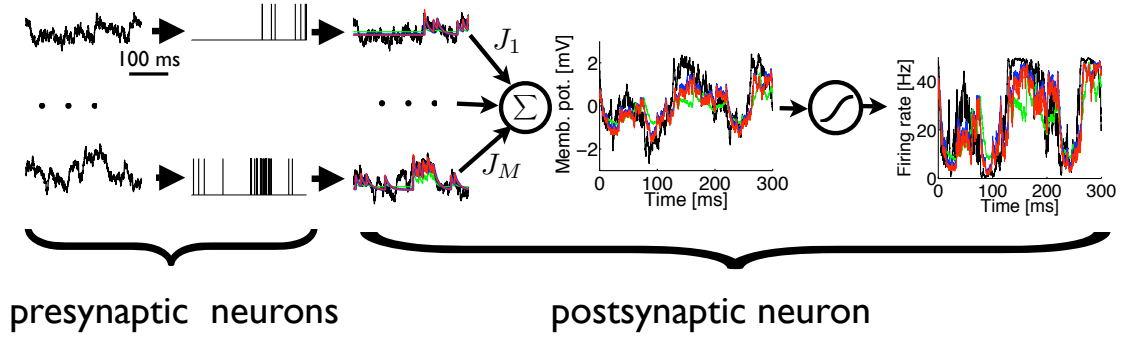 100 ms
. . .
J1
. . .
∑
JM
Memb. pot. [mV]
2
0
−2
0
100
200
300
Time [ms]
Firing rate [Hz]
40
20
0
0
100
200
300
Time [ms]
presynaptic neurons
postsynaptic neuron